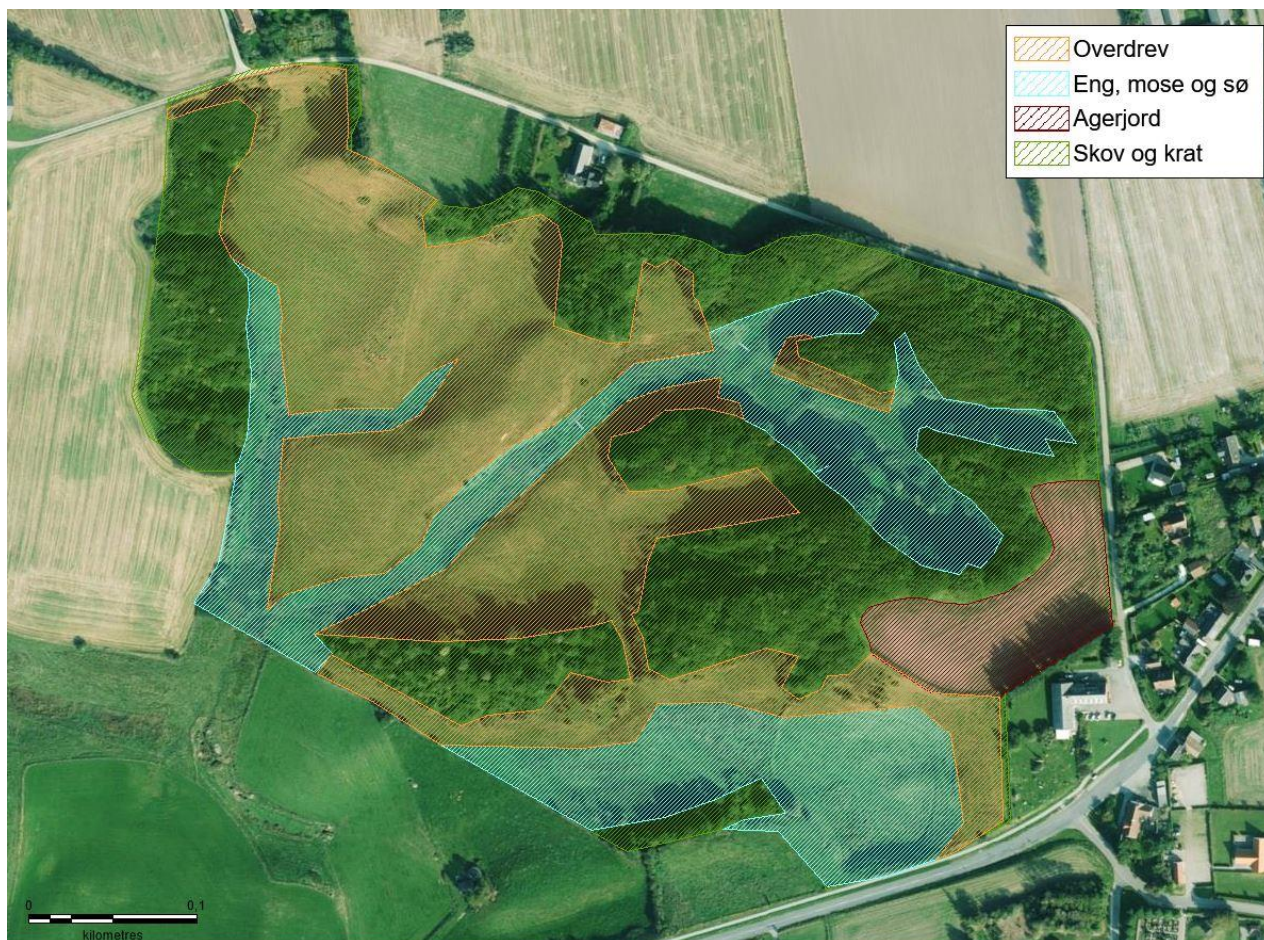 Overdrev
Eng, mose og sø
Agerjord
Skov og krat
0 0,1
kilometres